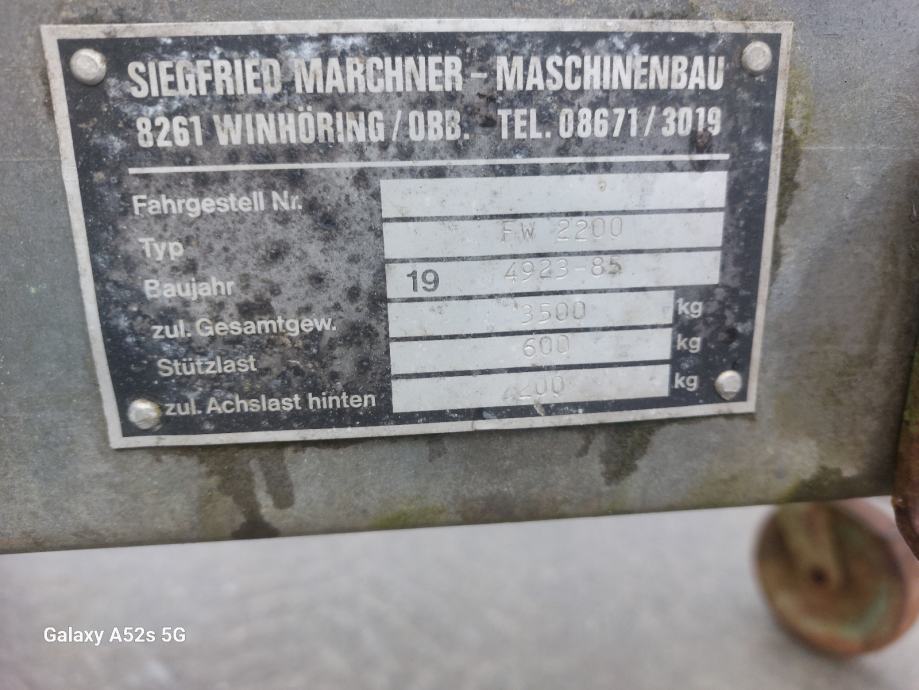 SIEGFRIED MARCHNER – MASCHINENBAU
8261 WINHÖRING/OBB. TEL. 08671/3019
Fahrgestell Nr.
Typ FW 2200
Baujahr 19 4923-85
zul. Gesamtgew. 3500 kg
Stützlast 600 kg
zul. Achslast hinten kg
Galaxy A52s 5G